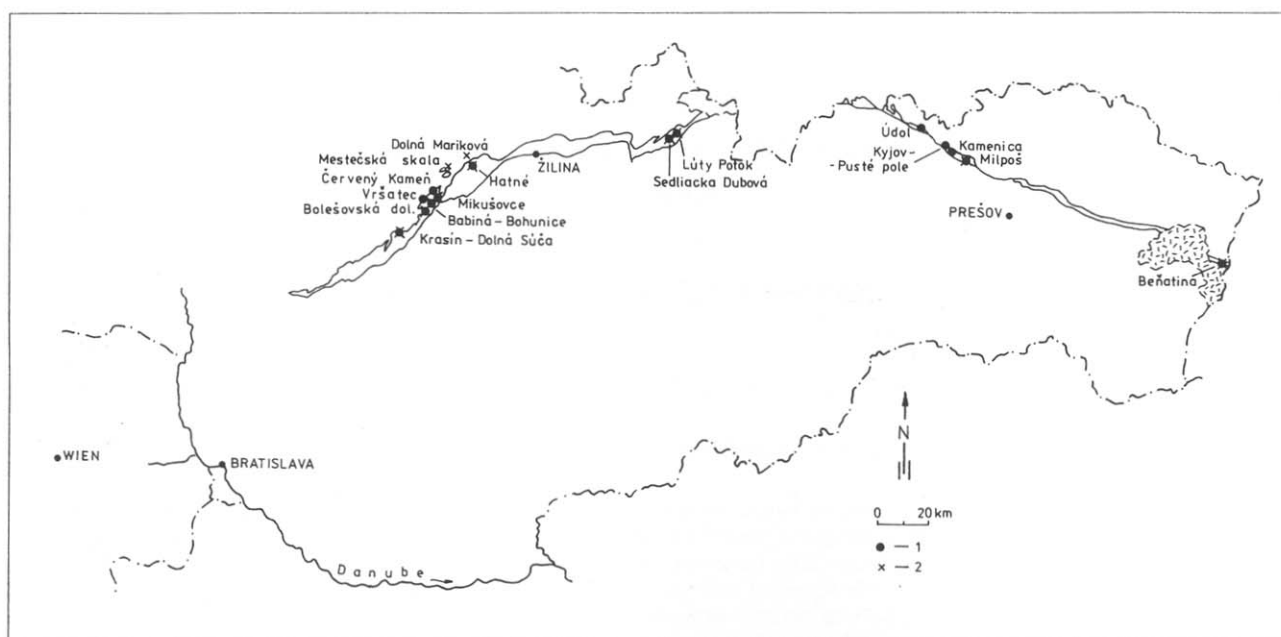 Dolná Mariková
Mestečská skala
Červený Kameň
Vršatec
Bolešovská dol.
Hatné
ŽILINA
Mikušovce
Babiná-Bohunice
Krasín-Dolná Súča
Lúty Potok
Sedliacka Dubová
Údol
Kamenica
Kyjov-
-Pusté pole
Milpoš
PREŠOV
Beňatina
WIEN
BRATISLAVA
Danube
N
0 20 km
1
2